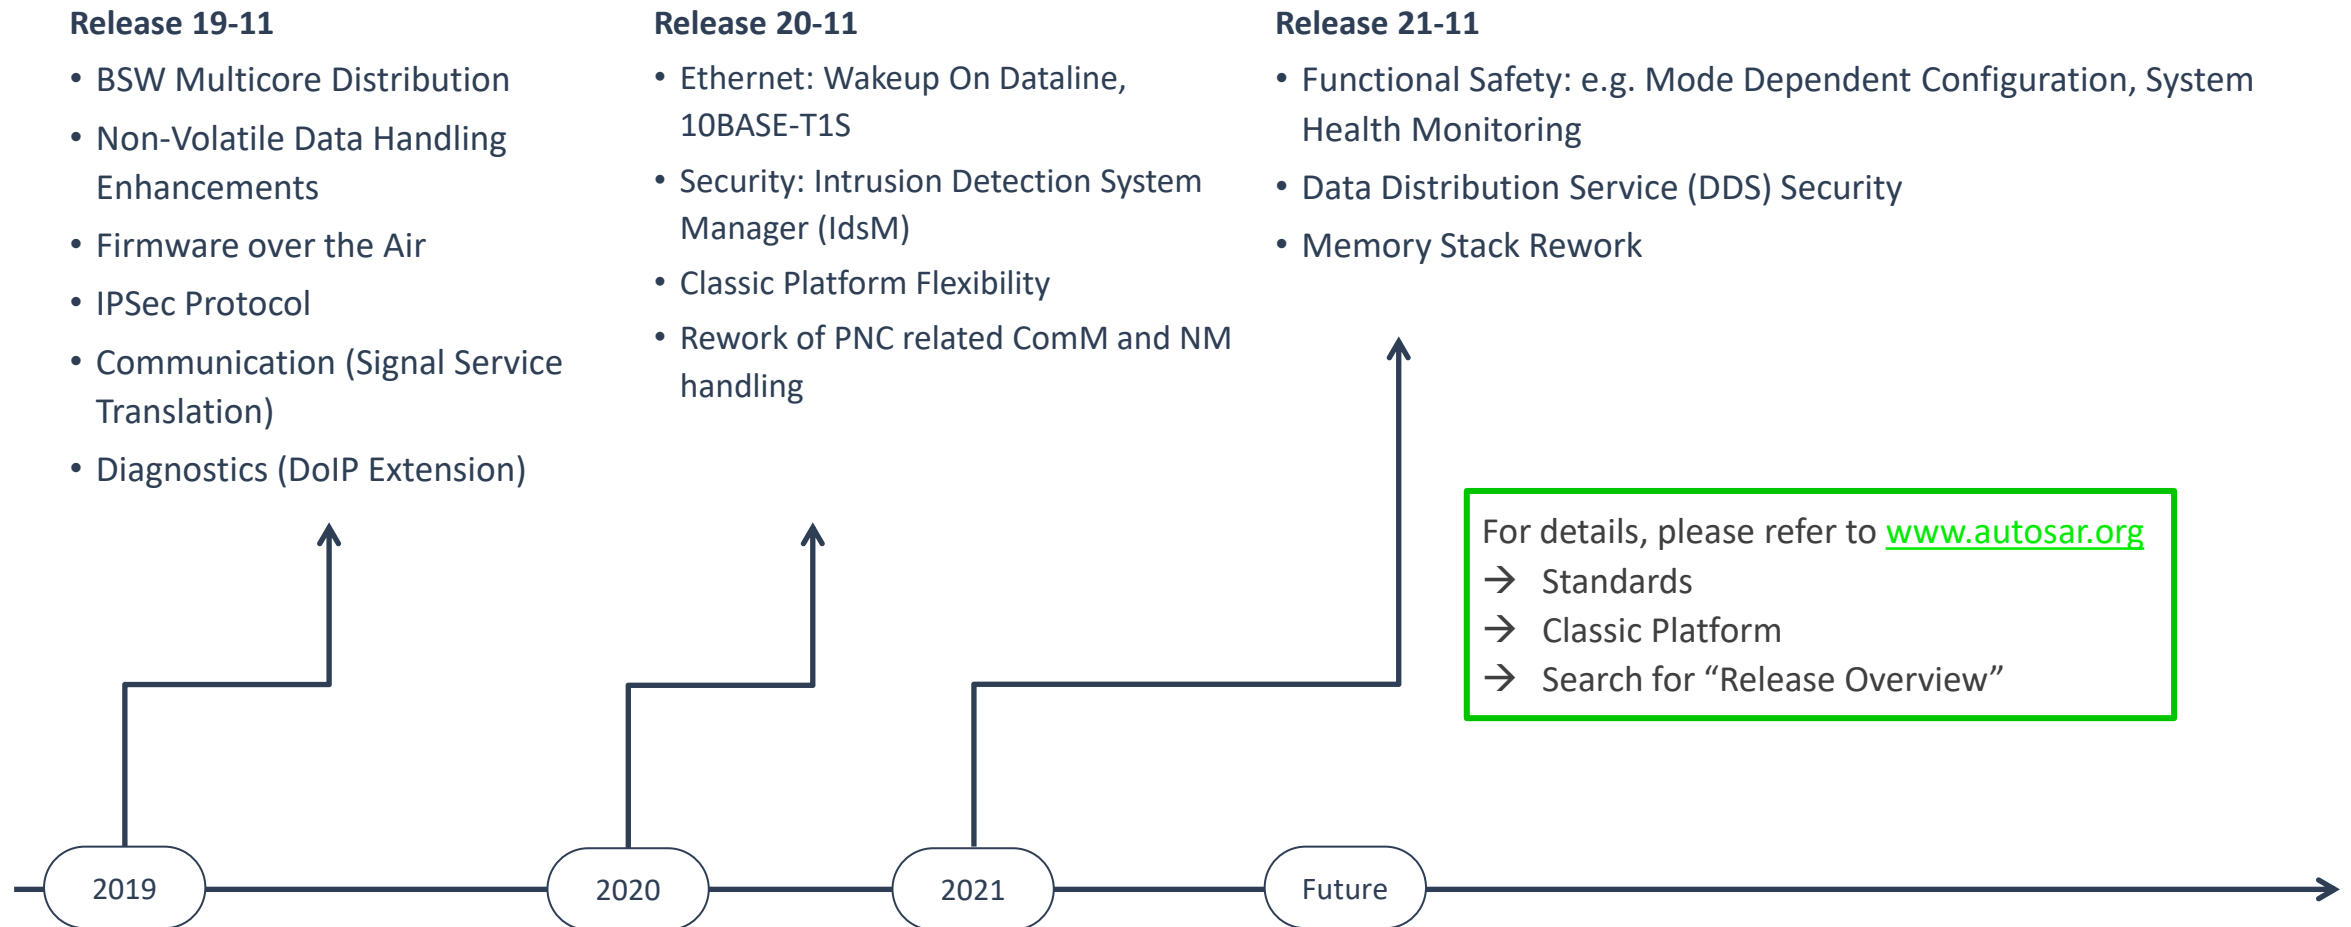 Release 19-11
• BSW Multicore Distribution
• Non-Volatile Data Handling
Enhancements
• Firmware over the Air
• IPSec Protocol
• Communication (Signal Service
Translation)
• Diagnostics (DoIP Extension)
Release 20-11
• Ethernet: Wakeup On Dataline,
10BASE-T1S
• Security: Intrusion Detection System
Manager (IdsM)
• Classic Platform Flexibility
• Rework of PNC related ComM and NM
handling
Release 21-11
• Functional Safety: e.g. Mode Dependent Configuration, System
Health Monitoring
• Data Distribution Service (DDS) Security
• Memory Stack Rework
For details, please refer to www.autosar.org
→ Standards
→ Classic Platform
→ Search for “Release Overview”
2019
2020
2021
Future